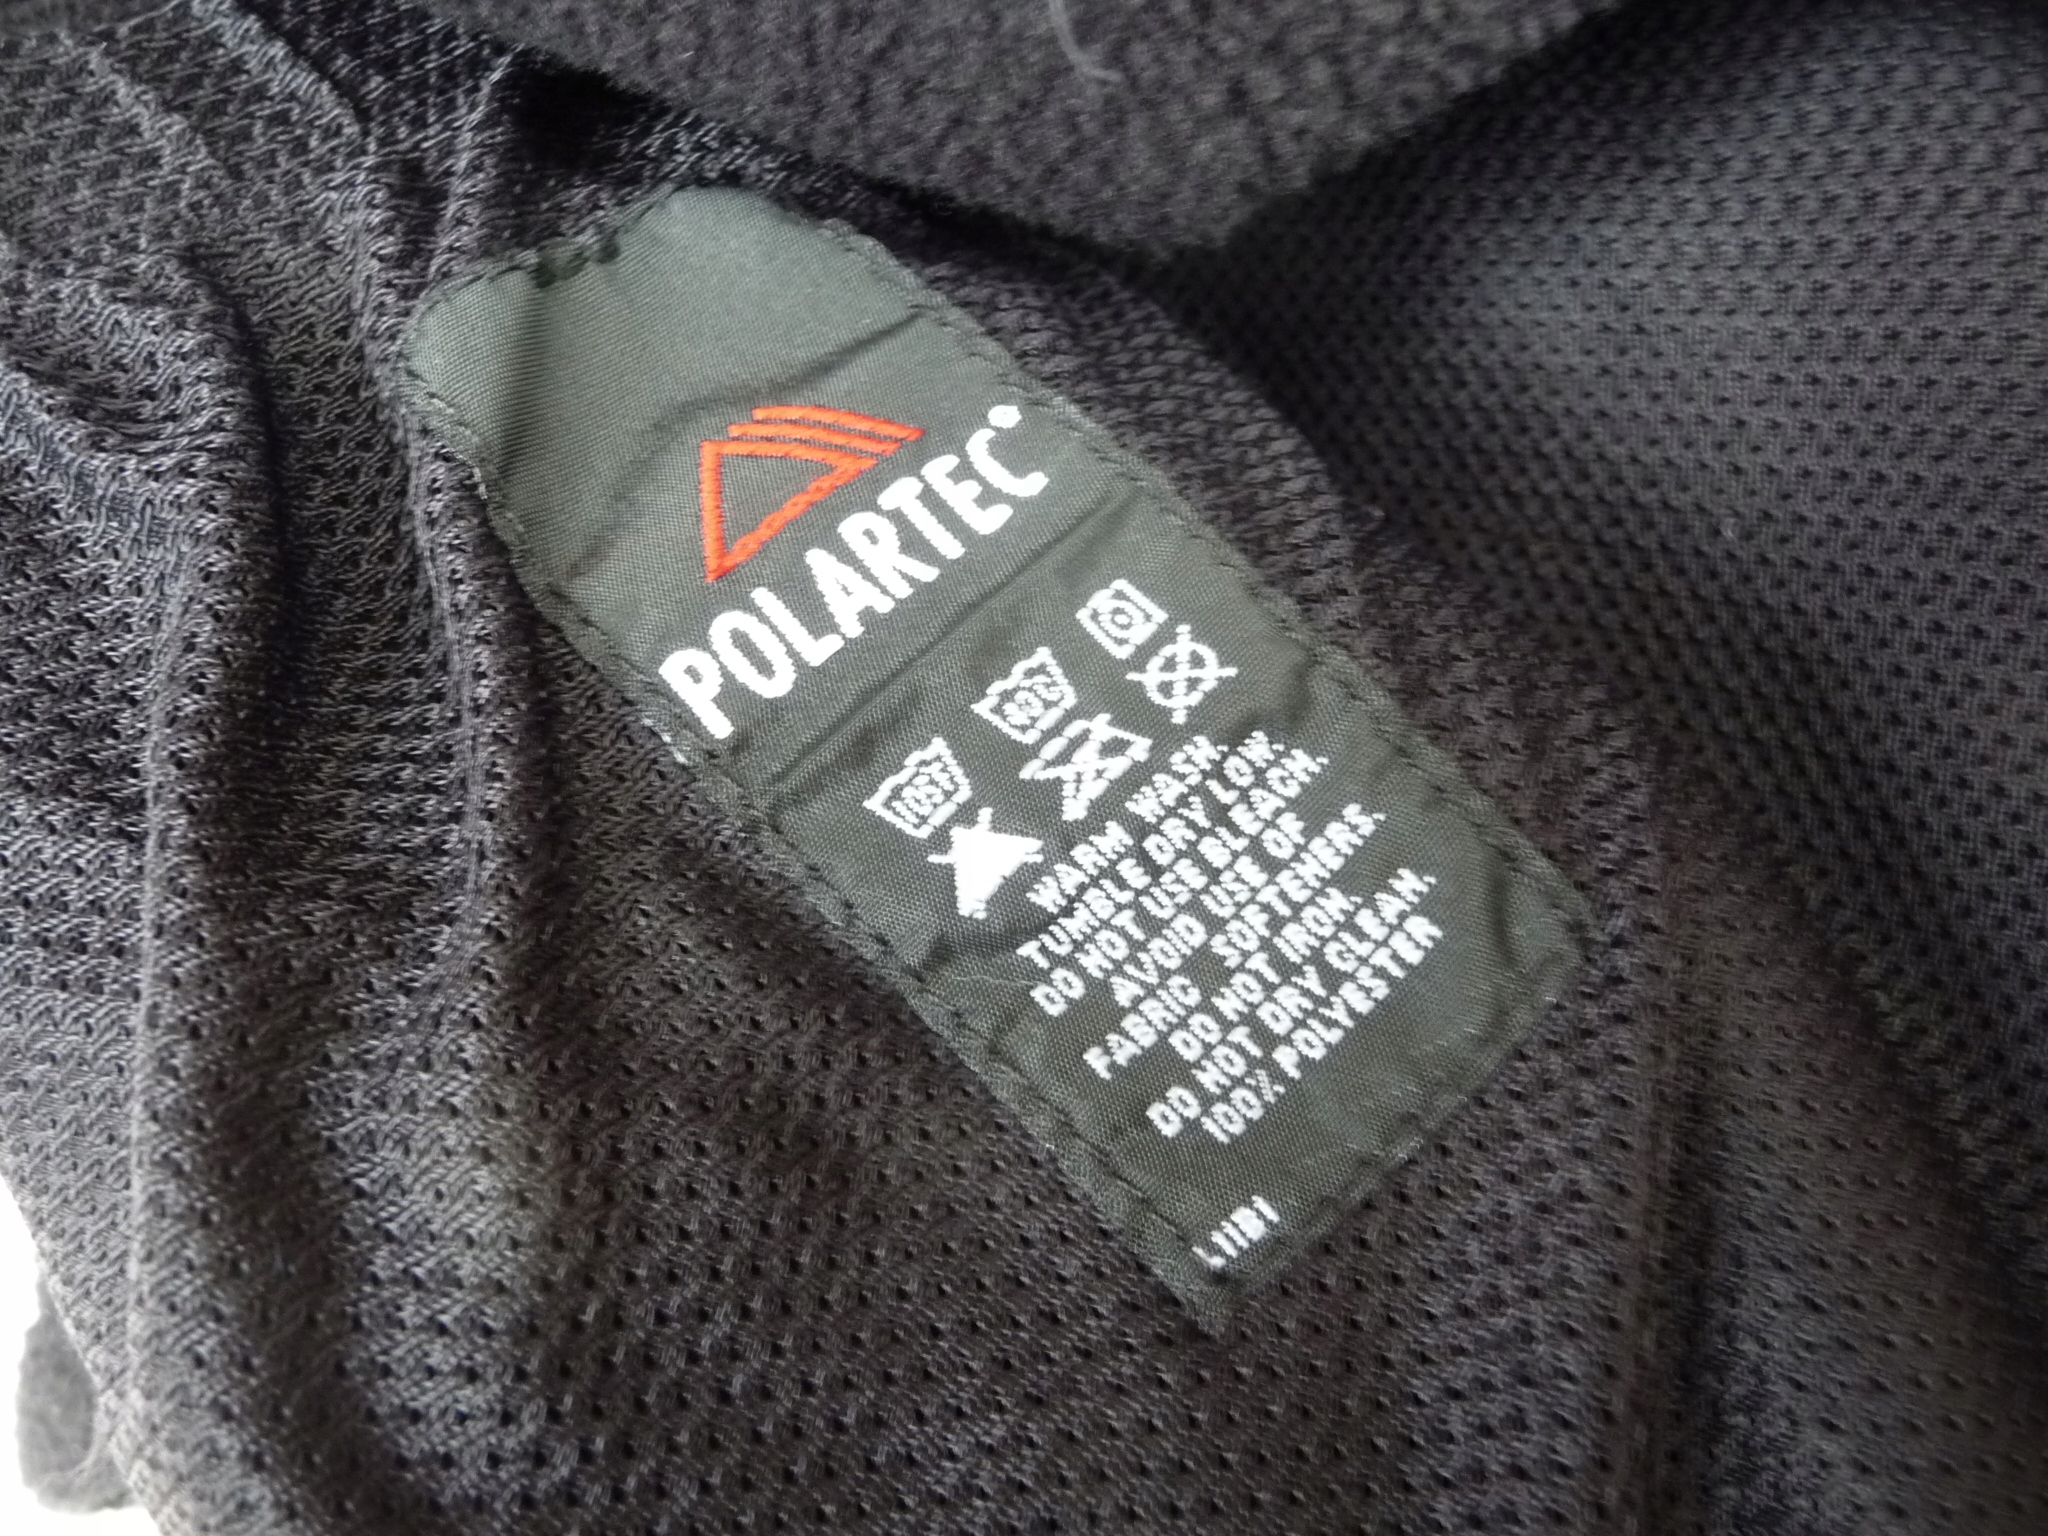 POLARTEC®
105F
WARM WASH.
TUMBLE DRY LOW.
DO NOT USE BLEACH.
AVOID USE OF
FABRIC SOFTENERS.
DO NOT IRON.
DO NOT DRY CLEAN.
100% POLYESTER